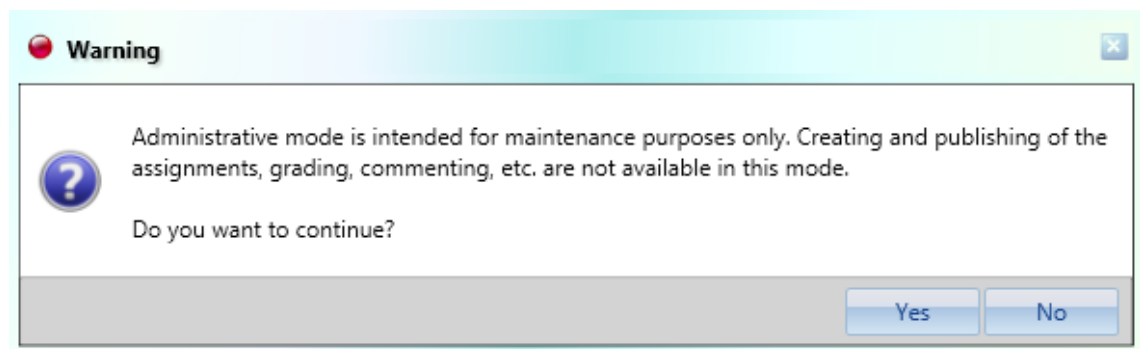 Warning
Administrative mode is intended for maintenance purposes only. Creating and publishing of the
assignments, grading, commenting, etc. are not available in this mode.
Do you want to continue?
Yes No